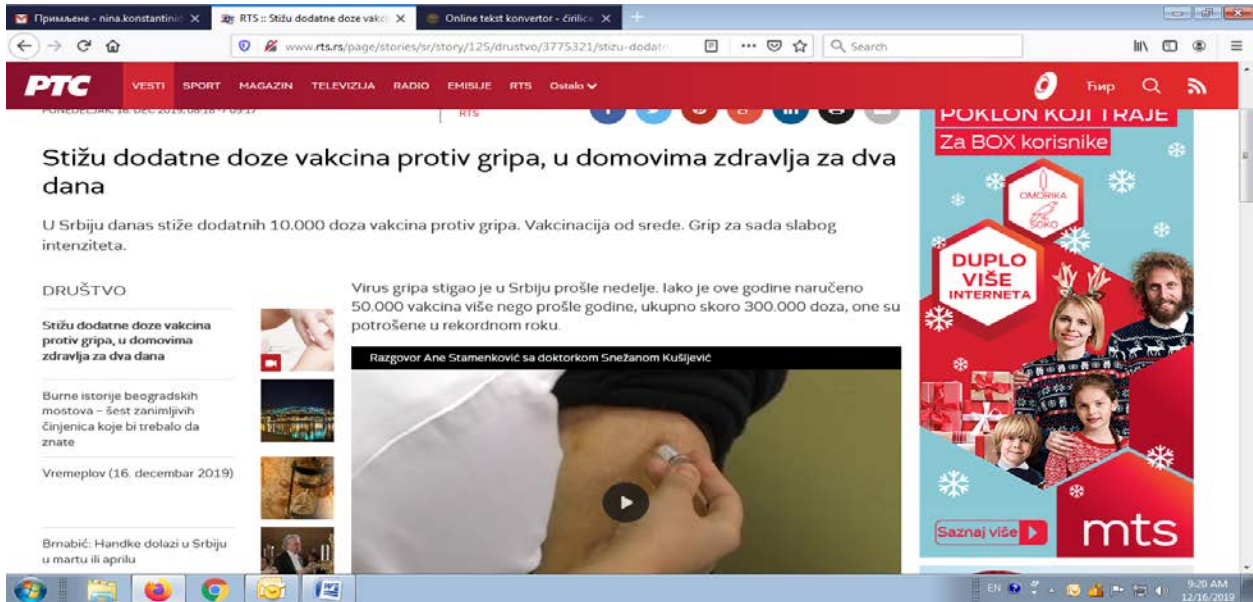 Примљене - nina.konstantinid
RTS :: Stižu dodatne doze vakci
Online tekst konvertor - ćirilica
www.rts.rs/page/stories/sr/story/125/drustvo/3775321/stizu-dodatn
Search
РТС
VESTI SPORT MAGAZIN TELEVIZIJA RADIO EMISIJE RTS Ostalo
Ћир
PONEDELJAK, 16. DEC 2019, 08:18 -> 09:17
RTS
Stižu dodatne doze vakcina protiv gripa, u domovima zdravlja za dva
dana
U Srbiju danas stiže dodatnih 10.000 doza vakcina protiv gripa. Vakcinacija od srede. Grip za sada slabog
intenziteta.
DRUŠTVO
Stižu dodatne doze vakcina
protiv gripa, u domovima
zdravlja za dva dana
Burne istorije beogradskih
mostova – šest zanimljivih
činjenica koje bi trebalo da
znate
Vremeplov (16. decembar 2019)
Brnabić: Handke dolazi u Srbiju
u martu ili aprilu
Virus gripa stigao je u Srbiju prošle nedelje. Iako je ove godine naručeno
50.000 vakcina više nego prošle godine, ukupno skoro 300.000 doza, one su
potrošene u rekordnom roku.
Razgovor Ane Stamenković sa doktorkom Snežanom Kušljević
POKLON KOJI TRAJE
Za BOX korisnike
OMORIKA
SOKO
DUPLO
VIŠE
INTERNETA
Saznaj više
mts
EN
9:20 AM
12/16/2019